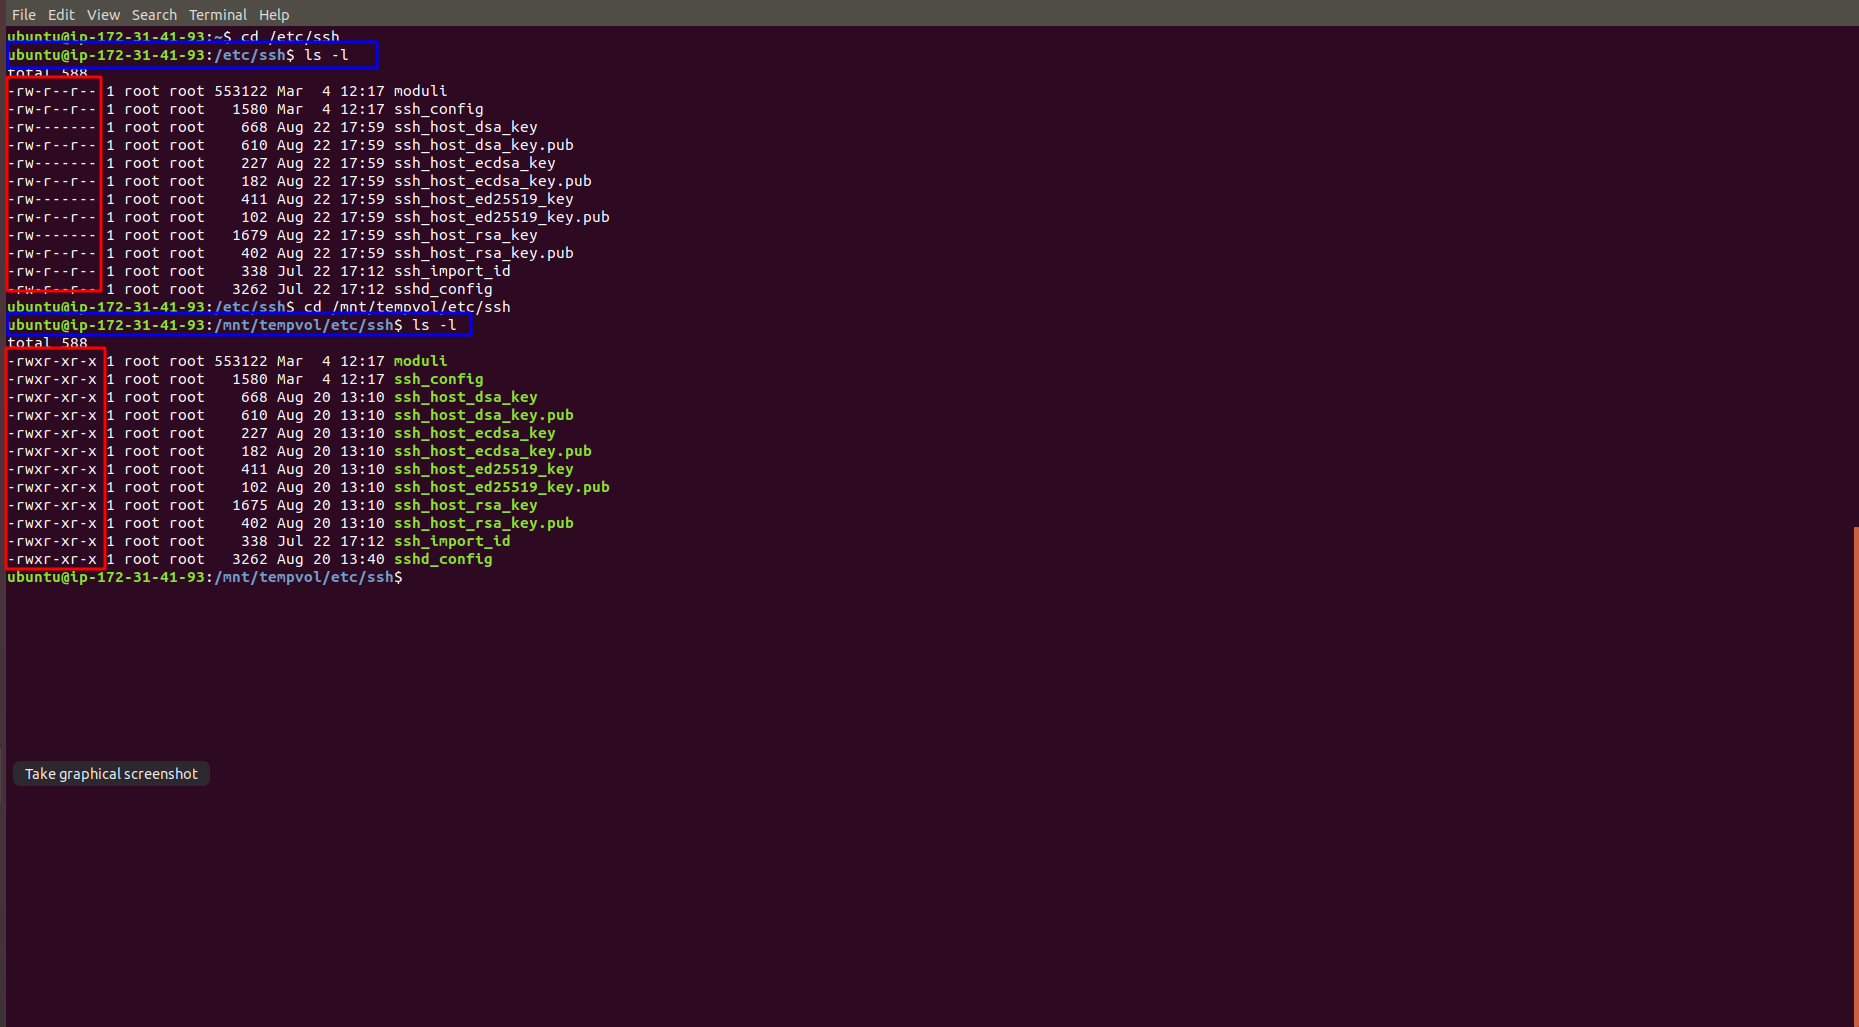 File Edit View Search Terminal Help
ubuntu@ip-172-31-41-93:~$ cd /etc/ssh
ubuntu@ip-172-31-41-93:/etc/ssh$ ls -l
total 588
-rw-r--r-- 1 root root 553122 Mar  4 12:17 moduli
-rw-r--r-- 1 root root   1580 Mar  4 12:17 ssh_config
-rw------- 1 root root    668 Aug 22 17:59 ssh_host_dsa_key
-rw-r--r-- 1 root root    610 Aug 22 17:59 ssh_host_dsa_key.pub
-rw------- 1 root root    227 Aug 22 17:59 ssh_host_ecdsa_key
-rw-r--r-- 1 root root    182 Aug 22 17:59 ssh_host_ecdsa_key.pub
-rw------- 1 root root    411 Aug 22 17:59 ssh_host_ed25519_key
-rw-r--r-- 1 root root    102 Aug 22 17:59 ssh_host_ed25519_key.pub
-rw------- 1 root root   1679 Aug 22 17:59 ssh_host_rsa_key
-rw-r--r-- 1 root root    402 Aug 22 17:59 ssh_host_rsa_key.pub
-rw-r--r-- 1 root root    338 Jul 22 17:12 ssh_import_id
-rw-r--r-- 1 root root   3262 Jul 22 17:12 sshd_config
ubuntu@ip-172-31-41-93:/etc/ssh$ cd /mnt/tempvol/etc/ssh
ubuntu@ip-172-31-41-93:/mnt/tempvol/etc/ssh$ ls -l
total 588
-rwxr-xr-x 1 root root 553122 Mar  4 12:17 moduli
-rwxr-xr-x 1 root root   1580 Mar  4 12:17 ssh_config
-rwxr-xr-x 1 root root    668 Aug 20 13:10 ssh_host_dsa_key
-rwxr-xr-x 1 root root    610 Aug 20 13:10 ssh_host_dsa_key.pub
-rwxr-xr-x 1 root root    227 Aug 20 13:10 ssh_host_ecdsa_key
-rwxr-xr-x 1 root root    182 Aug 20 13:10 ssh_host_ecdsa_key.pub
-rwxr-xr-x 1 root root    411 Aug 20 13:10 ssh_host_ed25519_key
-rwxr-xr-x 1 root root    102 Aug 20 13:10 ssh_host_ed25519_key.pub
-rwxr-xr-x 1 root root   1675 Aug 20 13:10 ssh_host_rsa_key
-rwxr-xr-x 1 root root    402 Aug 20 13:10 ssh_host_rsa_key.pub
-rwxr-xr-x 1 root root    338 Jul 22 17:12 ssh_import_id
-rwxr-xr-x 1 root root   3262 Aug 20 13:40 sshd_config
ubuntu@ip-172-31-41-93:/mnt/tempvol/etc/ssh$
Take graphical screenshot